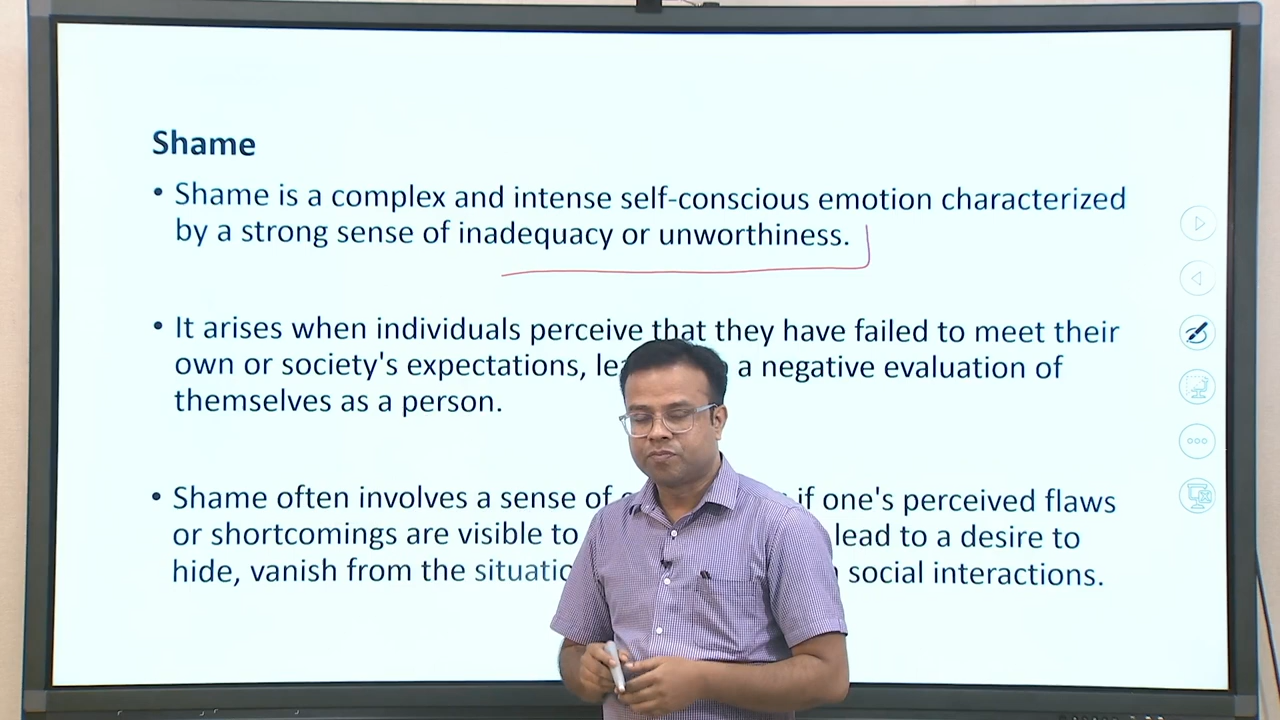 Shame
• Shame is a complex and intense self-conscious emotion characterized
by a strong sense of inadequacy or unworthiness.
• It arises when individuals perceive that they have failed to meet their
own or society's expectations, a negative evaluation of
themselves as a person.
• Shame often involves a sense of if one's perceived flaws
or shortcomings are visible to lead to a desire to
hide, vanish from the social interactions.